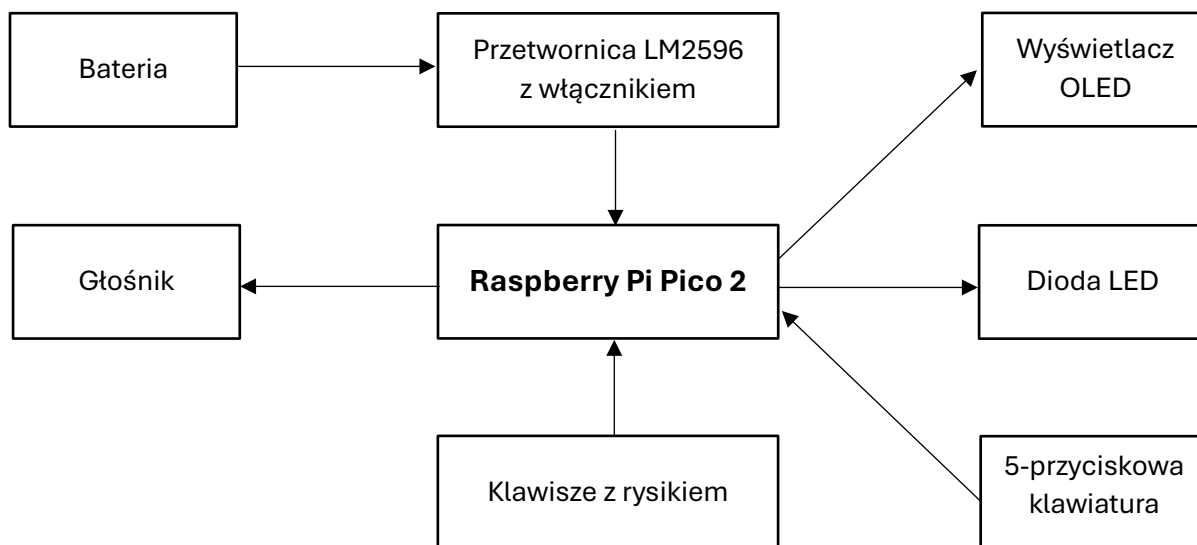 Bateria
Przetwornica LM2596
z włącznikiem
Wyświetlacz
OLED
Głośnik
Raspberry Pi Pico 2
Dioda LED
Klawisze z rysikiem
5-przyciskowa
klawiatura